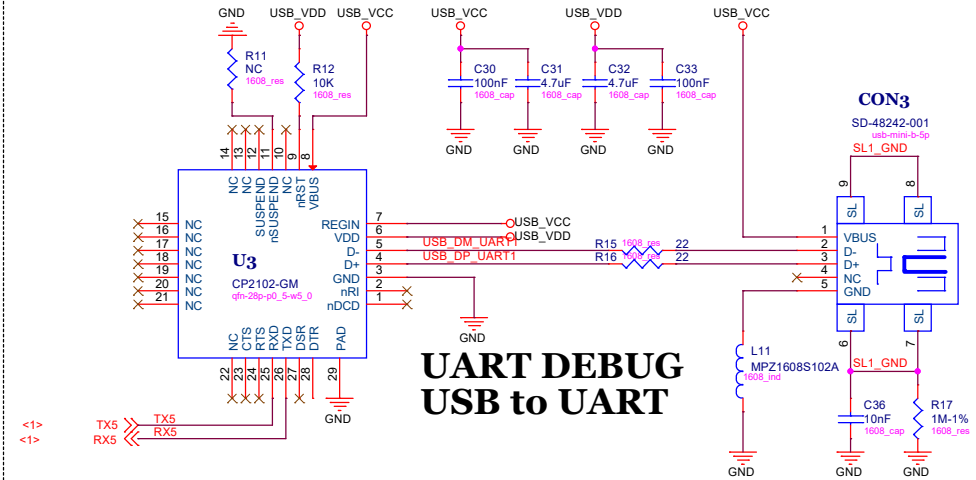 GND
USB_VDD
USB_VCC
USB_VCC
USB_VDD
USB_VCC
R11
NC
1608_res
R12
10K
1608_res
C30
100nF
1608_cap
C31
4.7uF
1608_cap
C32
4.7uF
1608_cap
C33
100nF
1608_cap
GND
GND
GND
GND
CON3
SD-48242-001
usb-mini-b-5p
SL1_GND
14
13
12
11
10
9
8
NC
NC
SUSPEND
nSUSPEND
NC
nRST
VBUS
9
8
SL
SL
15
NC
16
NC
17
NC
18
NC
19
NC
20
NC
21
NC
U3
CP2102-GM
qfn-28p-p0_5-w5_0
REGIN
7
USB_VCC
VDD
6
USB_VDD
D-
5
USB_DM_UART1
D+
4
USB_DP_UART1
GND
3
nRI
2
nDCD
1
GND
R15
1608_res
22
R16
1608_res
22
1
VBUS
2
D-
3
D+
4
NC
5
GND
SL
SL
6
7
SL1_GND
NC
CTS
RTS
RXD
TXD
DSR
DTR
PAD
22
23
24
25
26
27
28
29
GND
UART DEBUG
USB to UART
L11
MPZ1608S102A
1608_ind
GND
C36
10nF
1608_cap
GND
R17
1M-1%
1608_res
GND
<1>
TX5
TX5
<1>
RX5
RX5